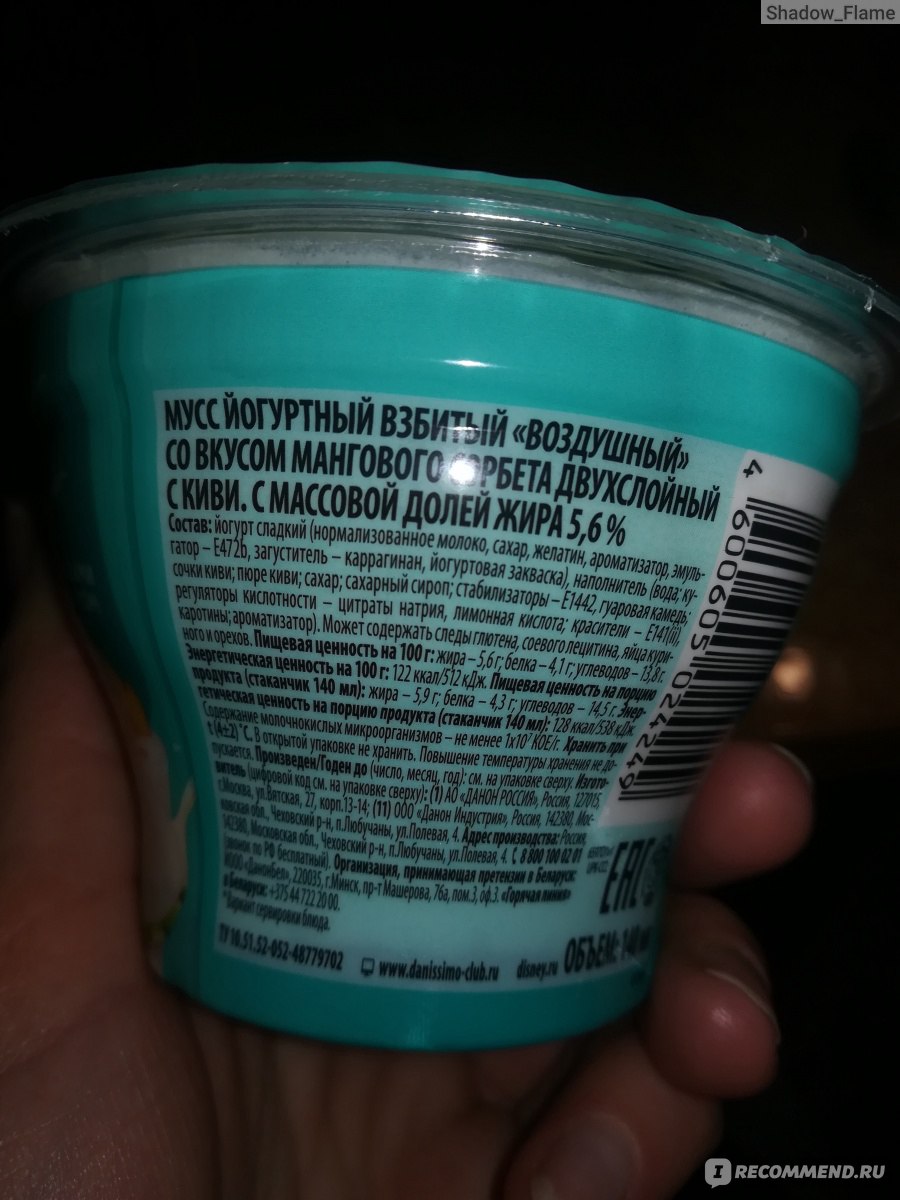 Shadow_Flame
МУСС ЙОГУРТНЫЙ ВЗБИТЫЙ «ВОЗДУШНЫЙ»
СО ВКУСОМ МАНГОВОГО СОРБЕТА ДВУХСЛОЙНЫЙ
С КИВИ. С МАССОВОЙ ДОЛЕЙ ЖИРА 5,6 %
Состав: йогурт сладкий (нормализованное молоко, сахар, желатин, ароматизатор, эмуль-
гатор – Е472б, загуститель – каррагинан, йогуртовая закваска), наполнитель (вода; ку-
сочки киви; пюре киви; сахар; сахарный сироп; стабилизаторы – Е1442, гуаровая камедь;
регуляторы кислотности – цитраты натрия, лимонная кислота; красители – Е141(ii),
каротины; ароматизатор). Может содержать следы глютена, соевого лецитина, яйца кури-
ного и орехов. Пищевая ценность на 100 г: жира – 5,6 г; белка – 4,1 г; углеводов – 13,8 г.
Энергетическая ценность на 100 г: 122 ккал/512 кДж. Пищевая ценность на порцию
продукта (стаканчик 140 мл): жира – 5,9 г; белка – 4,3 г; углеводов – 14,5 г. Энер-
гетическая ценность на порцию продукта (стаканчик 140 мл): 128 ккал/538 кДж.
Содержание молочнокислых микроорганизмов – не менее 1х10⁷ КОЕ/г. Хранить при
t (4±2) °С. В открытой упаковке не хранить. Повышение температуры хранения не до-
пускается. Произведен/Годен до (число, месяц, год): см. на упаковке сверху. Изгото-
витель (цифровой код см. на упаковке сверху): (1) АО «ДАНОН РОССИЯ», Россия, 127015,
г.Москва, ул.Вятская, 27, корп.13-14; (11) ООО «Данон Индустрия», Россия, 142380, Мос-
ковская обл., Чеховский р-н, п.Любучаны, ул.Полевая, 4. Адрес производства: Россия,
142380, Московская обл., Чеховский р-н, п.Любучаны, ул.Полевая, 4. С 8 800 100 02 01
(звонок по РФ бесплатный). Организация, принимающая претензии в Беларуси:
ИООО «ДанонБел», 220035, г.Минск, пр-т Машерова, 76а, пом.3, оф.3. «Горячая линия»
в Беларуси: +375 44 722 20 00.
*Вариант сервировки блюда.
ТУ 10.51.52-052-48779702 www.danissimo-club.ru disney.ru ОБЪЕМ: 140 мл
4 600605 024249
EAC
IRECOMMEND.RU